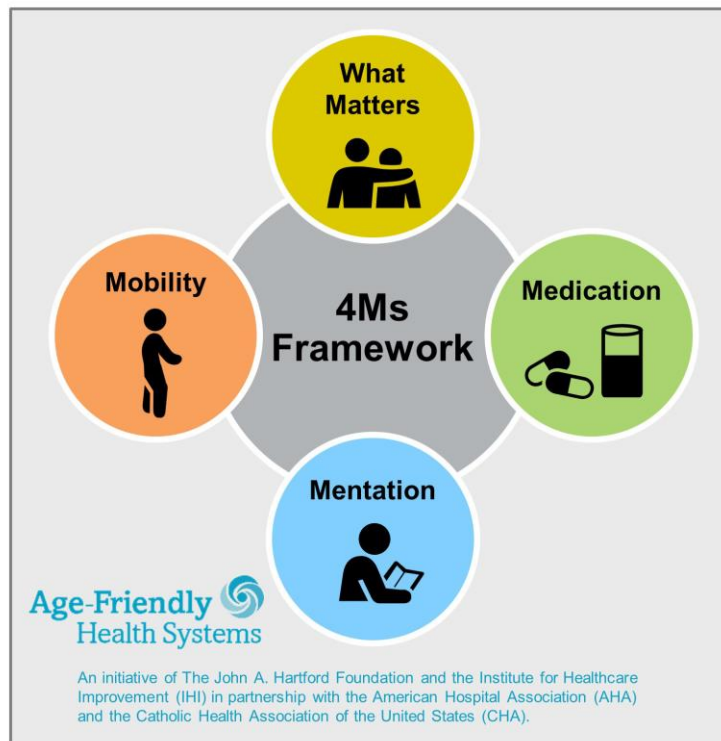 What
Matters
Mobility
4Ms
Framework
Medication
Mentation
Age-Friendly
Health Systems
An initiative of The John A. Hartford Foundation and the Institute for Healthcare
Improvement (IHI) in partnership with the American Hospital Association (AHA)
and the Catholic Health Association of the United States (CHA).